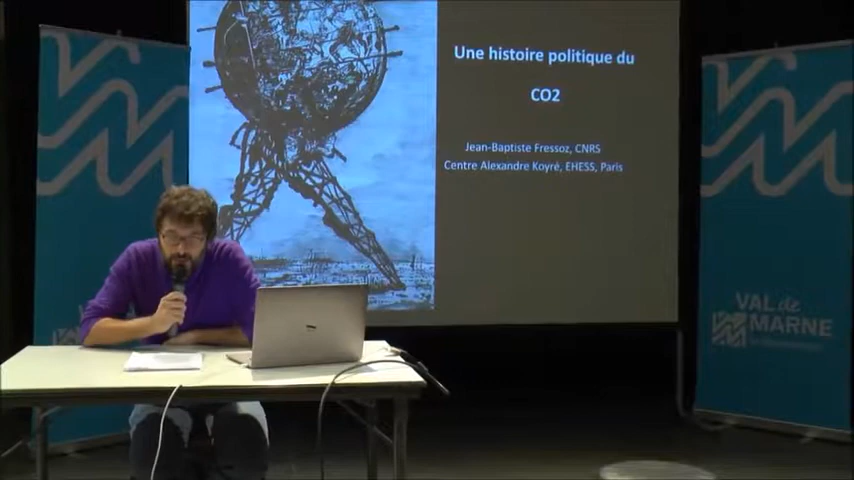 Une histoire politique du
CO2
Jean-Baptiste Fressoz, CNRS
Centre Alexandre Koyré, EHESS, Paris
VAL de
MARNE